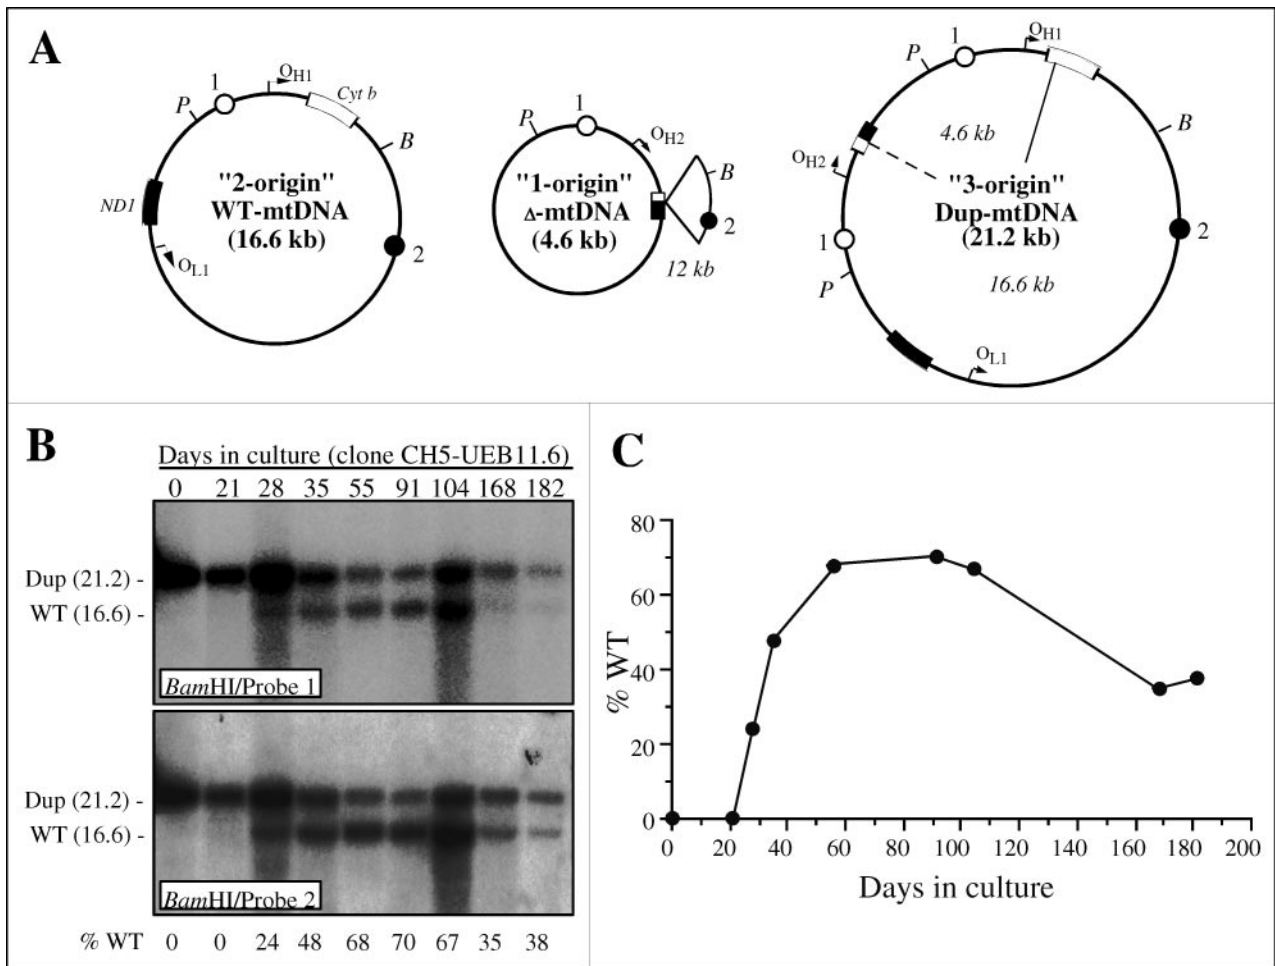 A
1
OH1
P
Cyt b
B
"2-origin"
WT-mtDNA
(16.6 kb)
ND1
2
OL1
1
P
OH2
B
"1-origin"
Δ-mtDNA
(4.6 kb)
2
12 kb
1
OH1
P
4.6 kb
B
OH2
"3-origin"
Dup-mtDNA
(21.2 kb)
1
2
P
16.6 kb
OL1
B
Days in culture (clone CH5-UEB11.6)
0 21 28 35 55 91 104 168 182
Dup (21.2) -
WT (16.6) -
BamHI/Probe 1
Dup (21.2) -
WT (16.6) -
BamHI/Probe 2
% WT 0 0 24 48 68 70 67 35 38
C
80
60
40
20
0
% WT
0 20 40 60 80 100 120 140 160 180 200
Days in culture